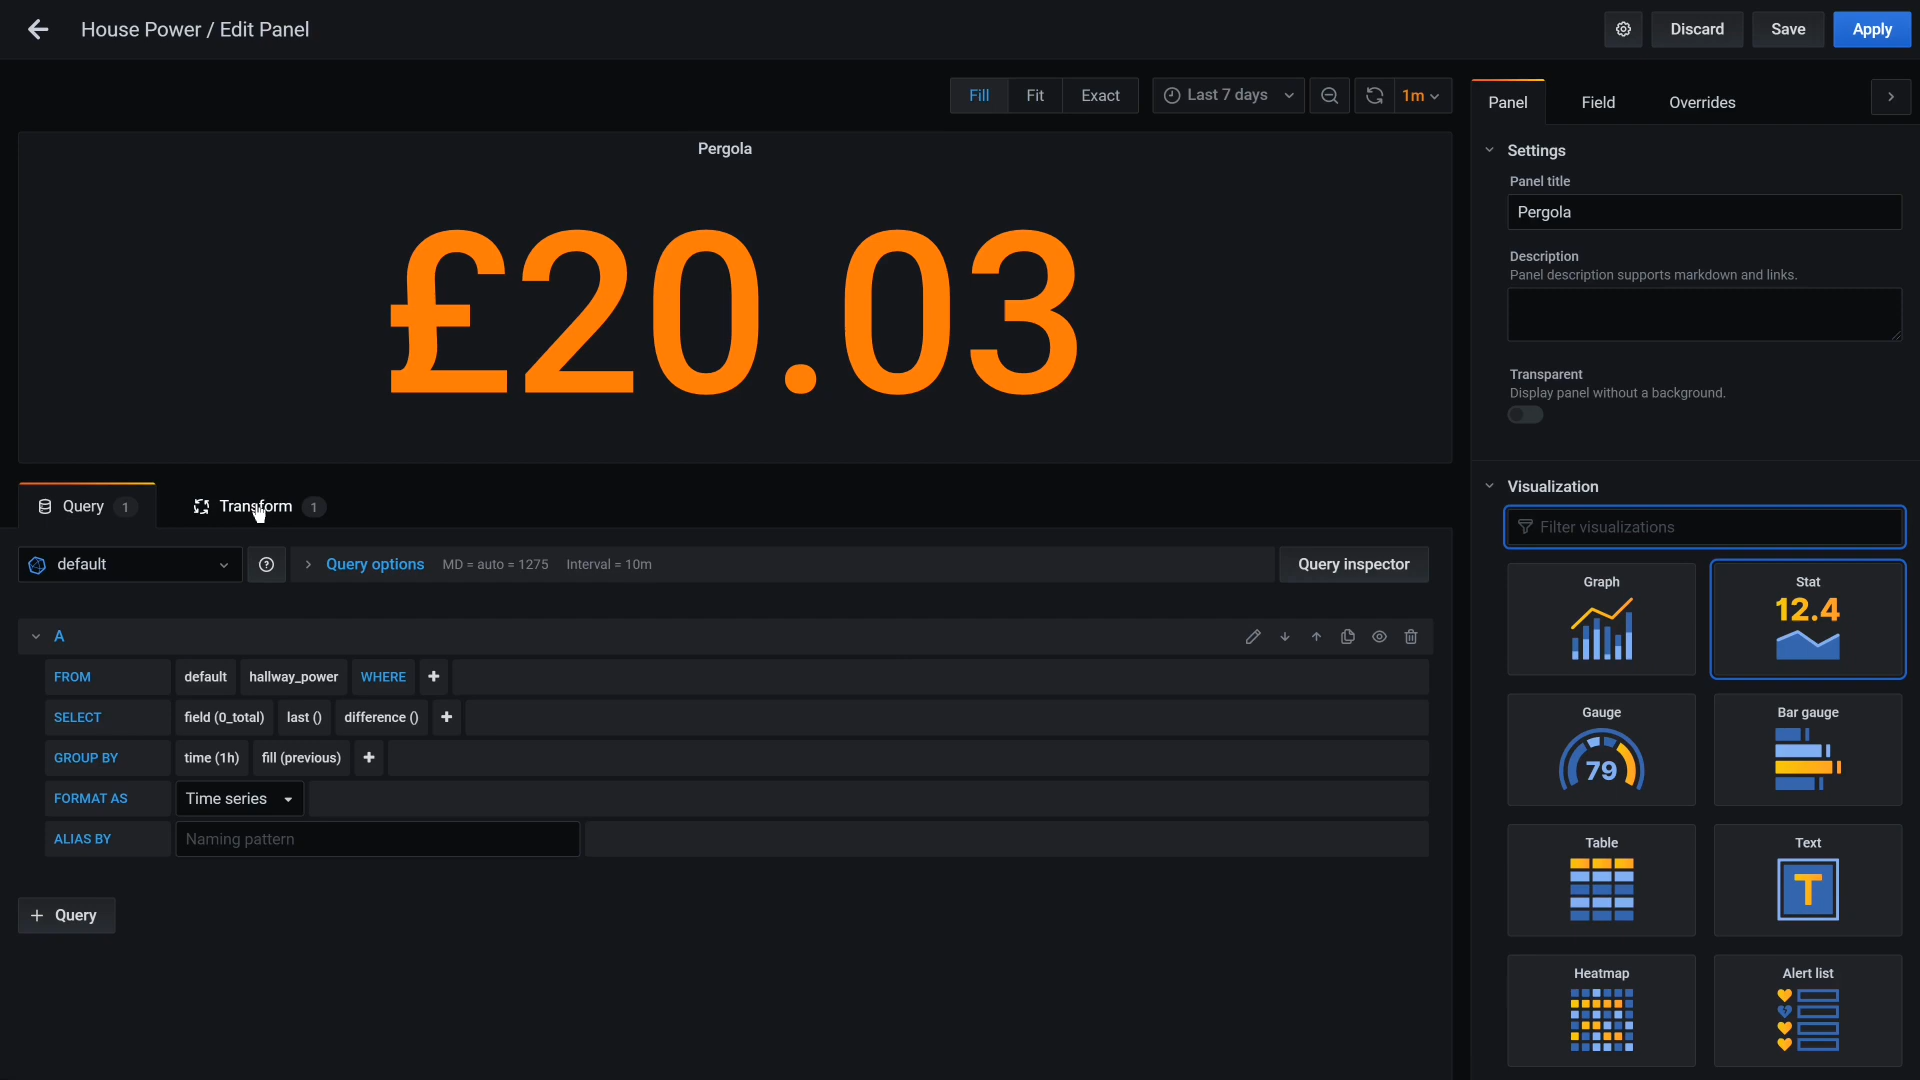 House Power / Edit Panel
Discard
Save
Apply
Fill
Fit
Exact
Last 7 days
1m
Panel
Field
Overrides
Pergola
£20.03
Settings
Panel title
Pergola
Description
Panel description supports markdown and links.
Transparent
Display panel without a background.
Query 1
Transform 1
default
Query options MD = auto = 1275 Interval = 10m
Query inspector
A
FROM default hallway_power WHERE +
SELECT field (0_total) last () difference () +
GROUP BY time (1h) fill (previous) +
FORMAT AS Time series
ALIAS BY Naming pattern
+ Query
Visualization
Filter visualizations
Graph
Stat
12.4
Gauge
79
Bar gauge
Table
Text
T
Heatmap
Alert list